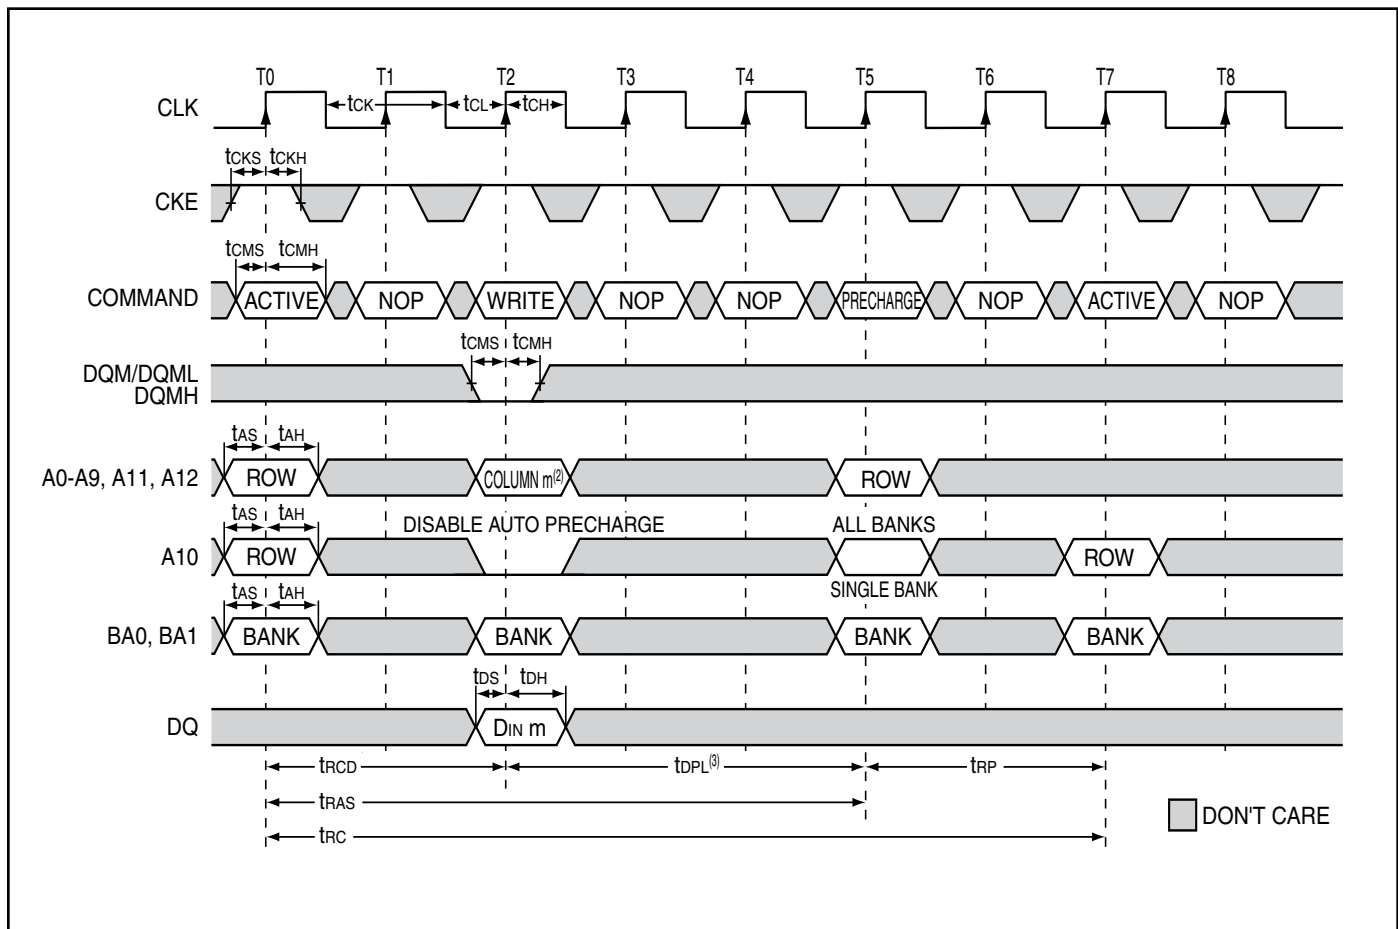 T0 T1 T2 T3 T4 T5 T6 T7 T8
CLK tCK tCL tCH
tCKS tCKH
CKE
tCMS tCMH
COMMAND ACTIVE NOP WRITE NOP NOP PRECHARGE NOP ACTIVE NOP
tCMS tCMH
DQM/DQML
DQMH
tAS tAH
A0-A9, A11, A12 ROW COLUMN m(2) ROW
tAS tAH DISABLE AUTO PRECHARGE ALL BANKS
A10 ROW ROW
tAS tAH SINGLE BANK
BA0, BA1 BANK BANK BANK BANK
tDS tDH
DQ DIN m
tRCD tDPL(3) tRP
tRAS
DON'T CARE
tRC